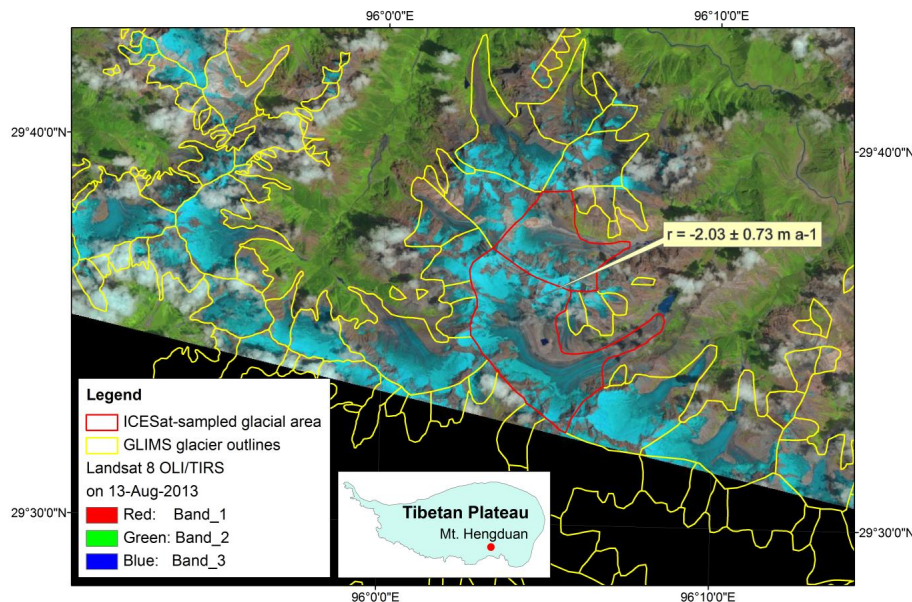 96°0'0"E
96°10'0"E
29°40'0"N
29°40'0"N
r = -2.03 ± 0.73 m a-1
Legend
ICESat-sampled glacial area
GLIMS glacier outlines
Landsat 8 OLI/TIRS
on 13-Aug-2013
Red: Band_1
Green: Band_2
Blue: Band_3
Tibetan Plateau
Mt. Hengduan
29°30'0"N
29°30'0"N
96°0'0"E
96°10'0"E